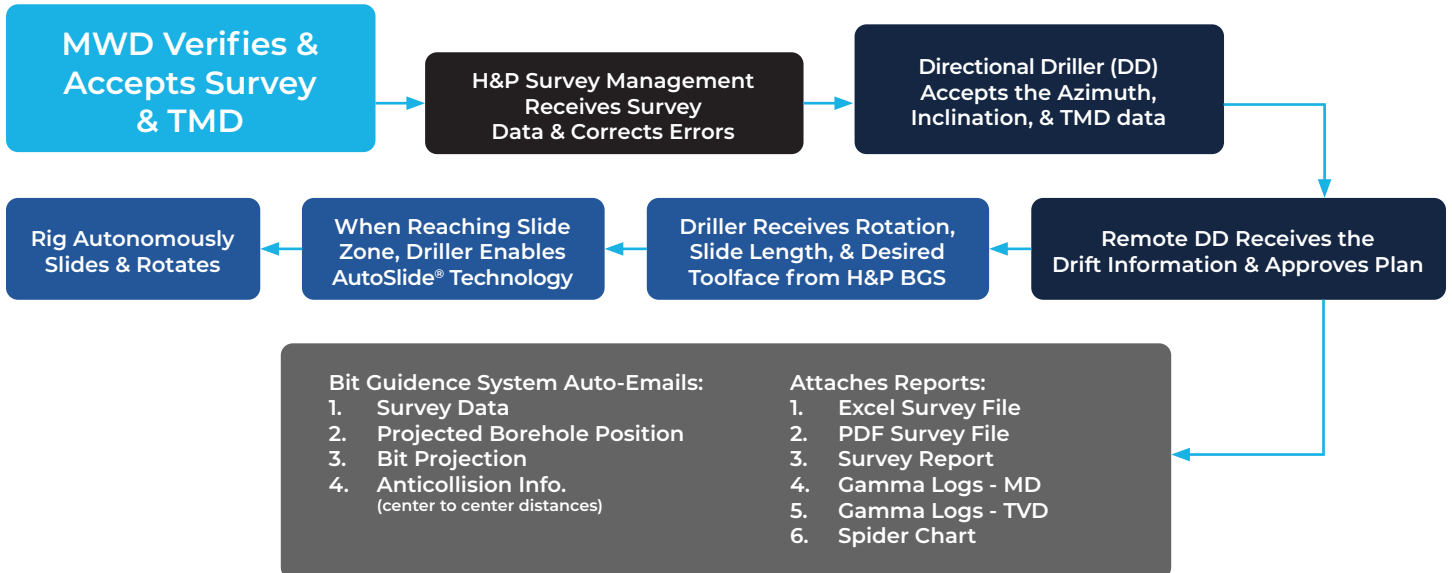 MWD Verifies &
Accepts Survey
& TMD
H&P Survey Management
Receives Survey
Data & Corrects Errors
Directional Driller (DD)
Accepts the Azimuth,
Inclination, & TMD data
Remote DD Receives the
Drift Information & Approves Plan
Driller Receives Rotation,
Slide Length, & Desired
Toolface from H&P BGS
When Reaching Slide
Zone, Driller Enables
AutoSlide® Technology
Rig Autonomously
Slides & Rotates
Bit Guidance System Auto-Emails:
1. Survey Data
2. Projected Borehole Position
3. Bit Projection
4. Anticollision Info.
(center to center distances)
Attaches Reports:
1. Excel Survey File
2. PDF Survey File
3. Survey Report
4. Gamma Logs - MD
5. Gamma Logs - TVD
6. Spider Chart